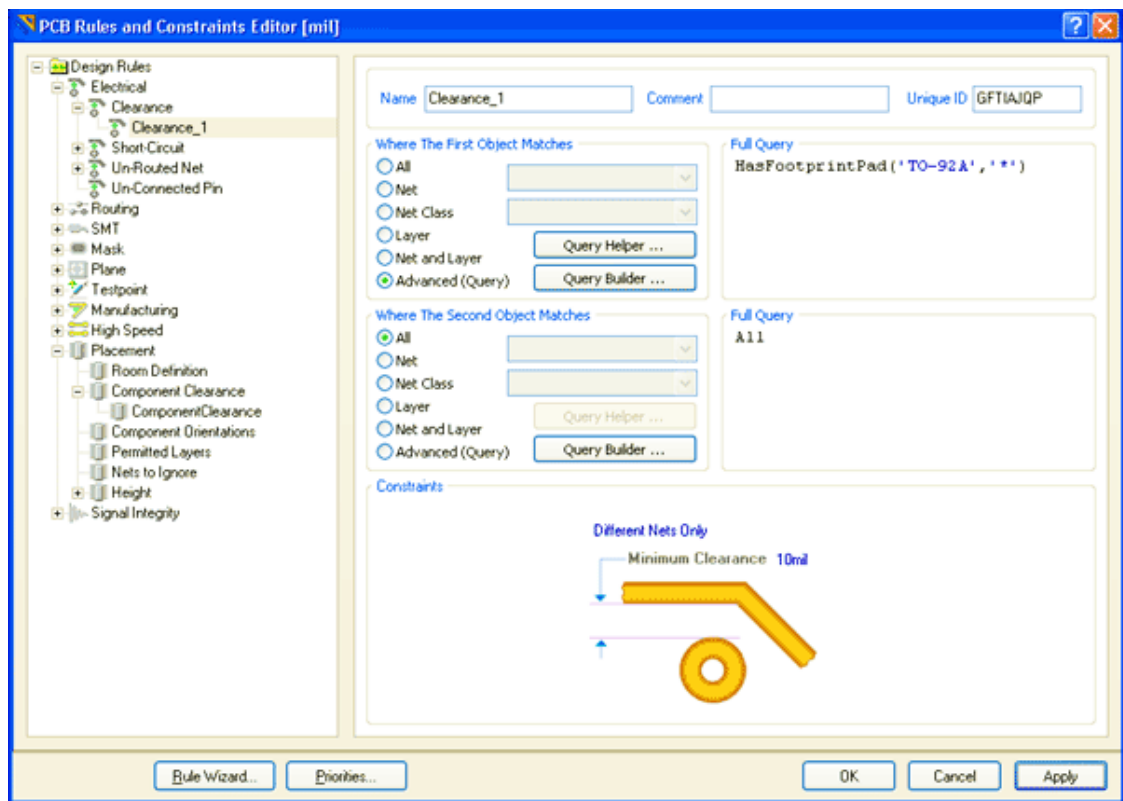 PCB Rules and Constraints Editor [mil]
Design Rules
Electrical
Clearance
Clearance_1
Short-Circuit
Un-Routed Net
Un-Connected Pin
Routing
SMT
Mask
Plane
Testpoint
Manufacturing
High Speed
Placement
Room Definition
Component Clearance
ComponentClearance
Component Orientations
Permitted Layers
Nets to Ignore
Height
Signal Integrity
Name Clearance_1 Comment Unique ID GFTIAJQP
Where The First Object Matches
All
Net
Net Class
Layer
Net and Layer
Advanced (Query)
Query Helper ...
Query Builder ...
Full Query
HasFootprintPad('TO-92A','*')
Where The Second Object Matches
All
Net
Net Class
Layer
Net and Layer
Advanced (Query)
Query Helper ...
Query Builder ...
Full Query
All
Constraints
Different Nets Only
Minimum Clearance 10mil
Rule Wizard... Priorities... OK Cancel Apply